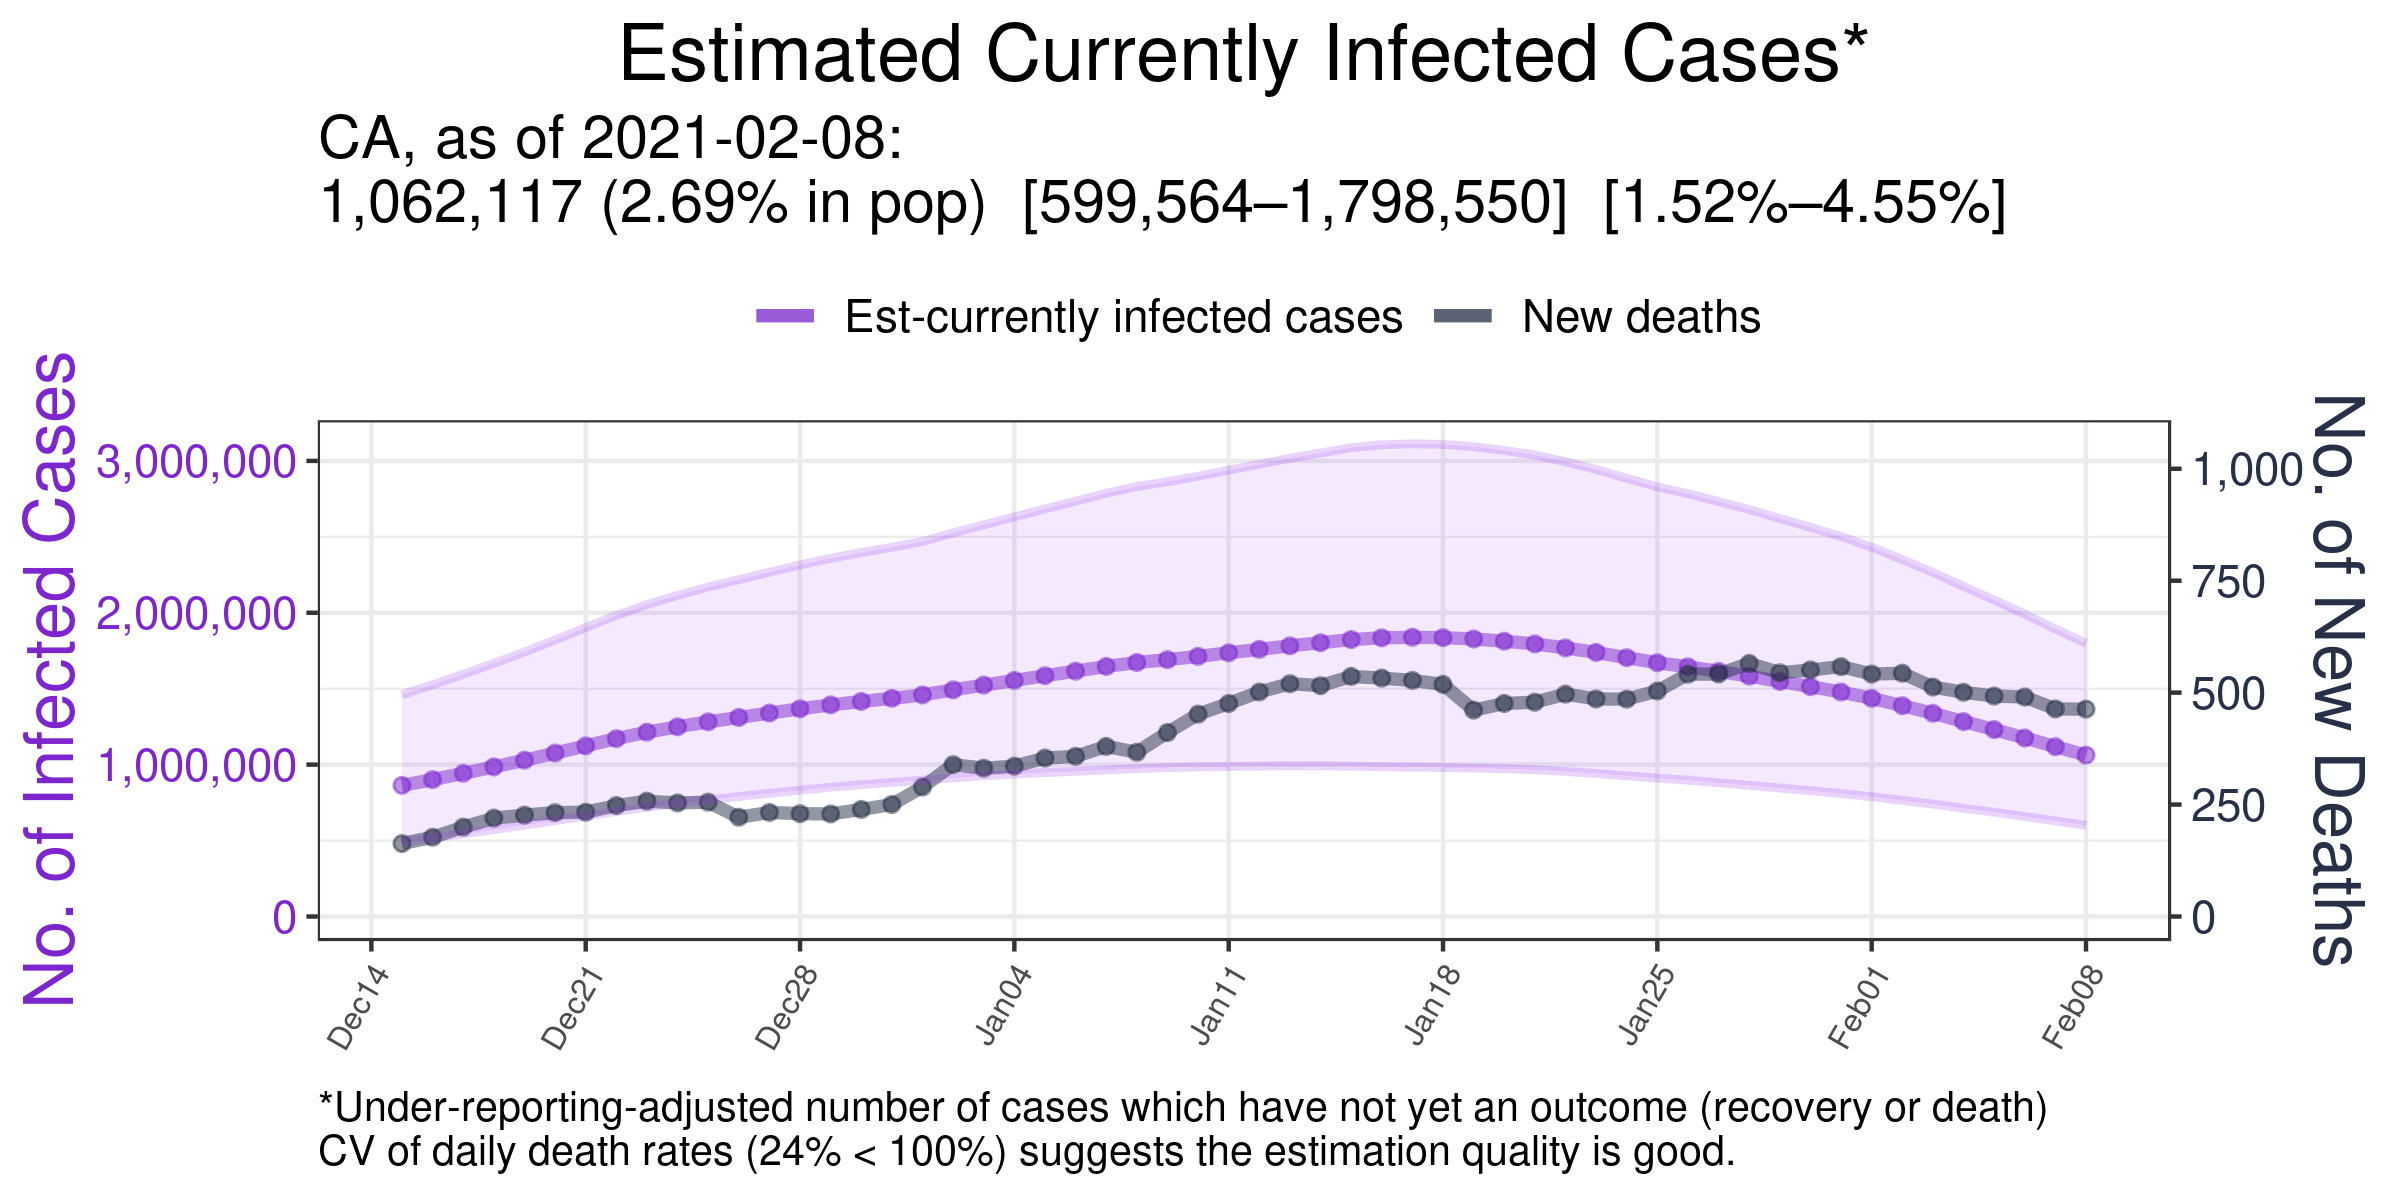 Estimated Currently Infected Cases*
CA, as of 2021-02-08:
1,062,117 (2.69% in pop) [599,564–1,798,550] [1.52%–4.55%]
Est-currently infected cases New deaths
No. of Infected Cases
3,000,000
2,000,000
1,000,000
0
1,000
750
500
250
0
No. of New Deaths
Dec14 Dec21 Dec28 Jan04 Jan11 Jan18 Jan25 Feb01 Feb08
*Under-reporting-adjusted number of cases which have not yet an outcome (recovery or death)
CV of daily death rates (24% < 100%) suggests the estimation quality is good.